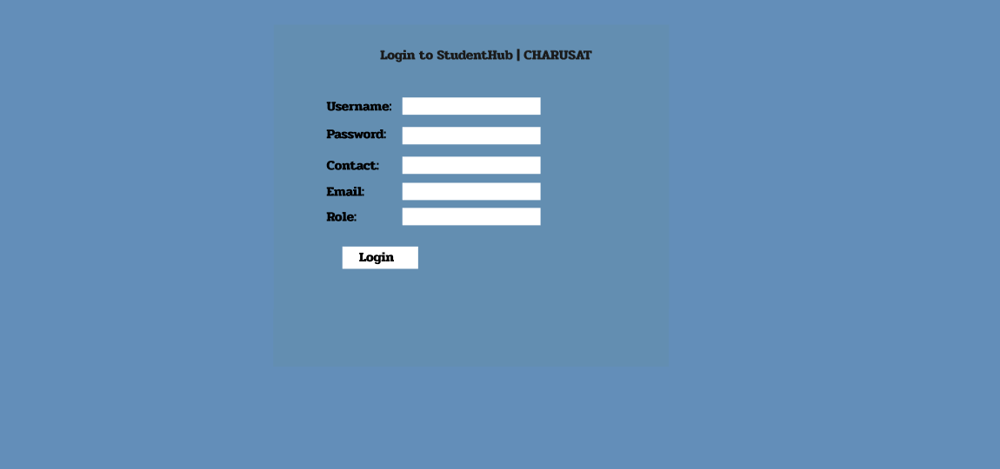 Login to StudentHub | CHARUSAT
Username:
Password:
Contact:
Email:
Role:
Login